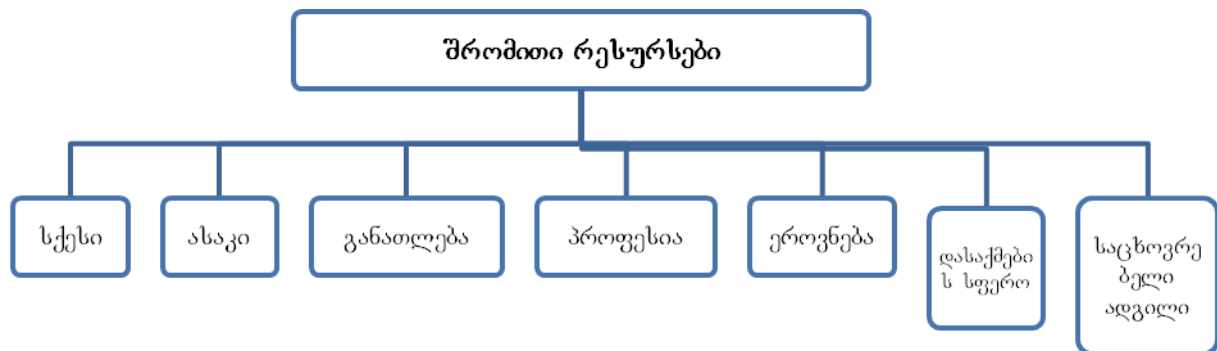 შრომითი რესურსები
სქესი
ასაკი
განათლება
პროფესია
ეროვნება
დასაქმები
ს სფერო
საცხოვრე
ბელი
ადგილი